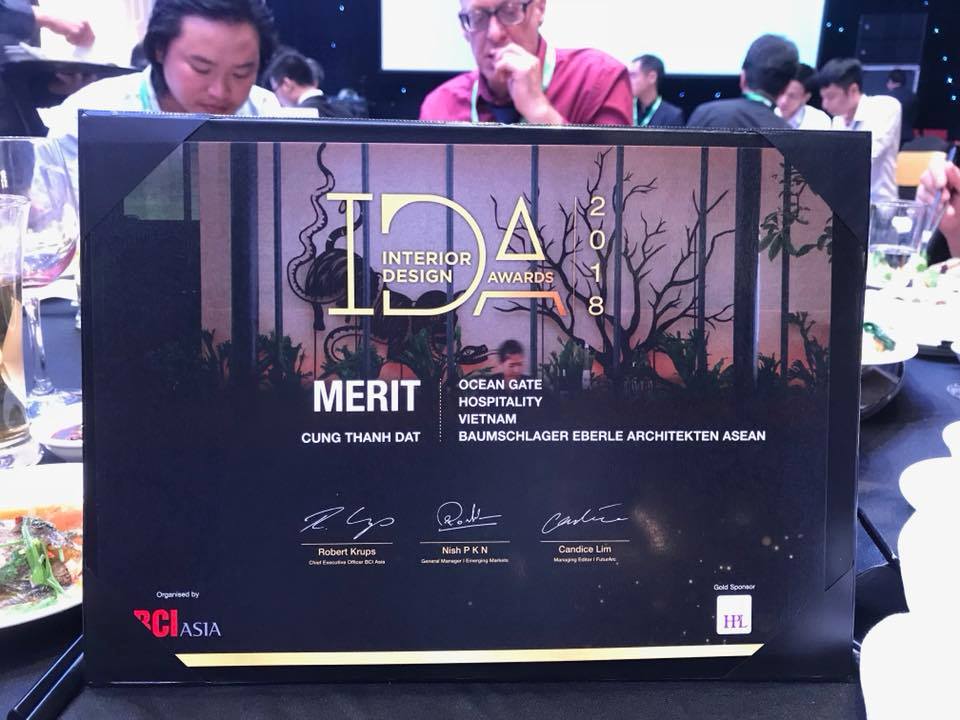 IDA
INTERIOR
DESIGN
AWARDS
2018
MERIT
CUNG THANH DAT
OCEAN GATE
HOSPITALITY
VIETNAM
BAUMSCHLAGER EBERLE ARCHITEKTEN ASEAN
Robert Krups
Chief Executive Officer BCI Asia
Nish P K N
General Manager | Emerging Markets
Candice Lim
Managing Editor | FuturArc
Organised by
BCI ASIA
Gold Sponsor
HPL